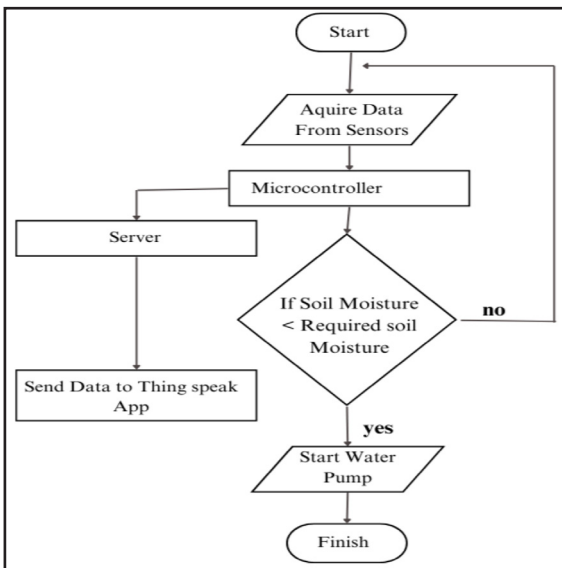 Start
Aquire Data
From Sensors
Microcontroller
Server
If Soil Moisture
< Required soil
Moisture
no
Send Data to Thing speak
App
yes
Start Water
Pump
Finish